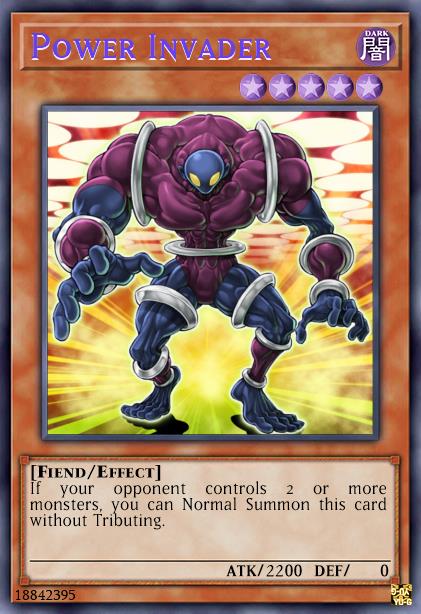 Power Invader
DARK
闇
[Fiend/Effect]
If your opponent controls 2 or more
monsters, you can Normal Summon this card
without Tributing.
ATK/2200 DEF/ 0
18842395